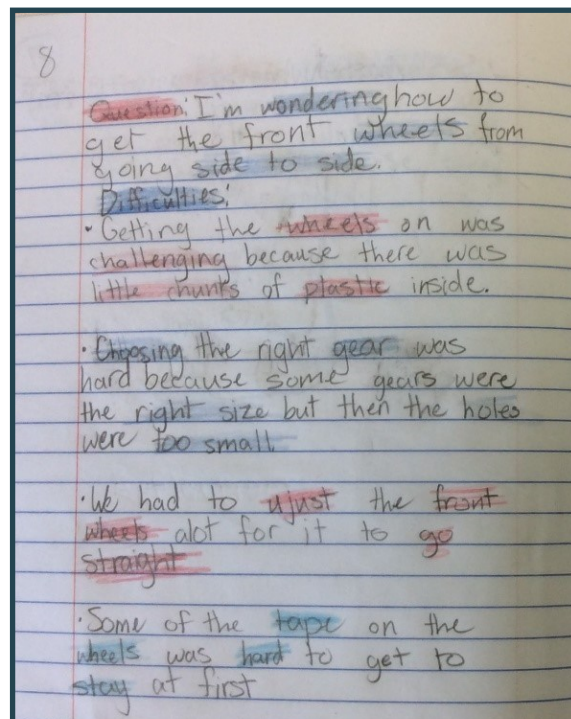 8
Question: I'm wondering how to
get the front wheels from
going side to side.
Difficulties:
· Getting the wheels on was
challenging because there was
little chunts of plastic inside.
· Choosing the right gear was
hard because some gears were
the right size but then the holes
were too small.
· We had to ujust the front
wheels alot for it to go
straight
· Some of the tape on the
wheels was hard to get to
stay at first